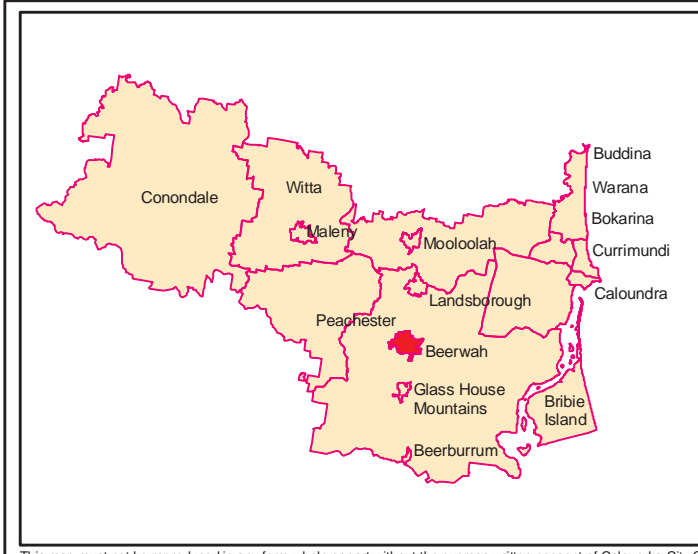 Buddina
Conondale
Witta
Warana
Maleny
Bokarina
Mooloolah
Currimundi
Landsborough
Caloundra
Peachester
Beerwah
Glass House
Mountains
Bribie
Island
Beerburrum